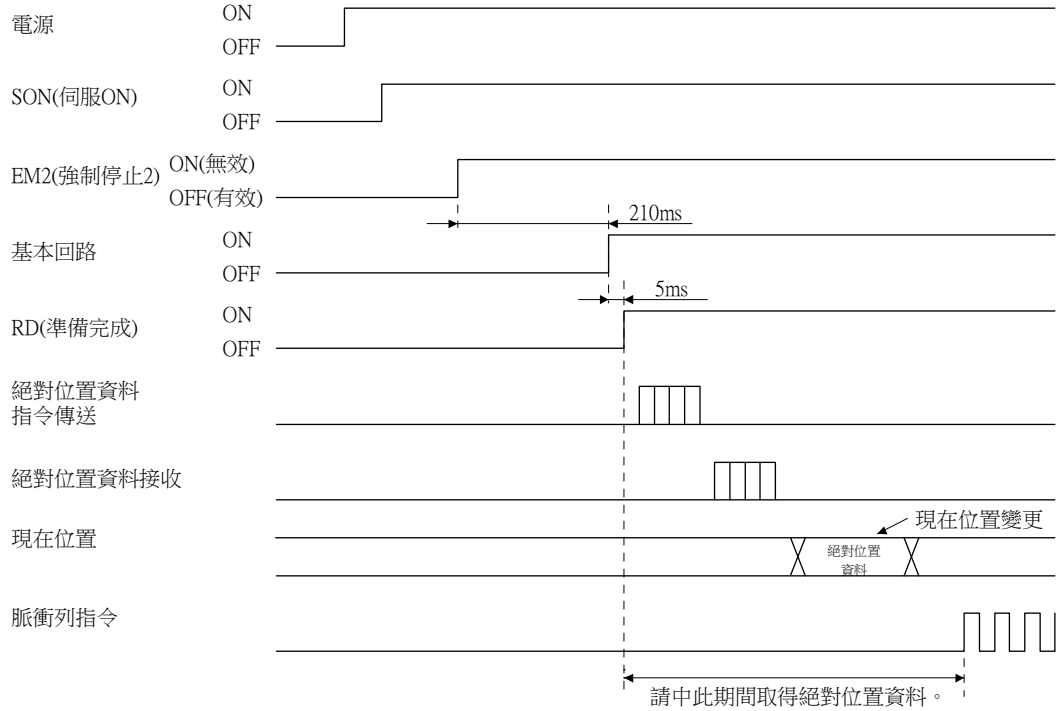 電源
ON
OFF
SON(伺服ON)
ON
OFF
EM2(強制停止2)
ON(無效)
OFF(有效)
210ms
基本回路
ON
OFF
5ms
RD(準備完成)
ON
OFF
絕對位置資料
指令傳送
絕對位置資料接收
現在位置變更
現在位置
絕對位置
資料
脈衝列指令
請中此期間取得絕對位置資料。